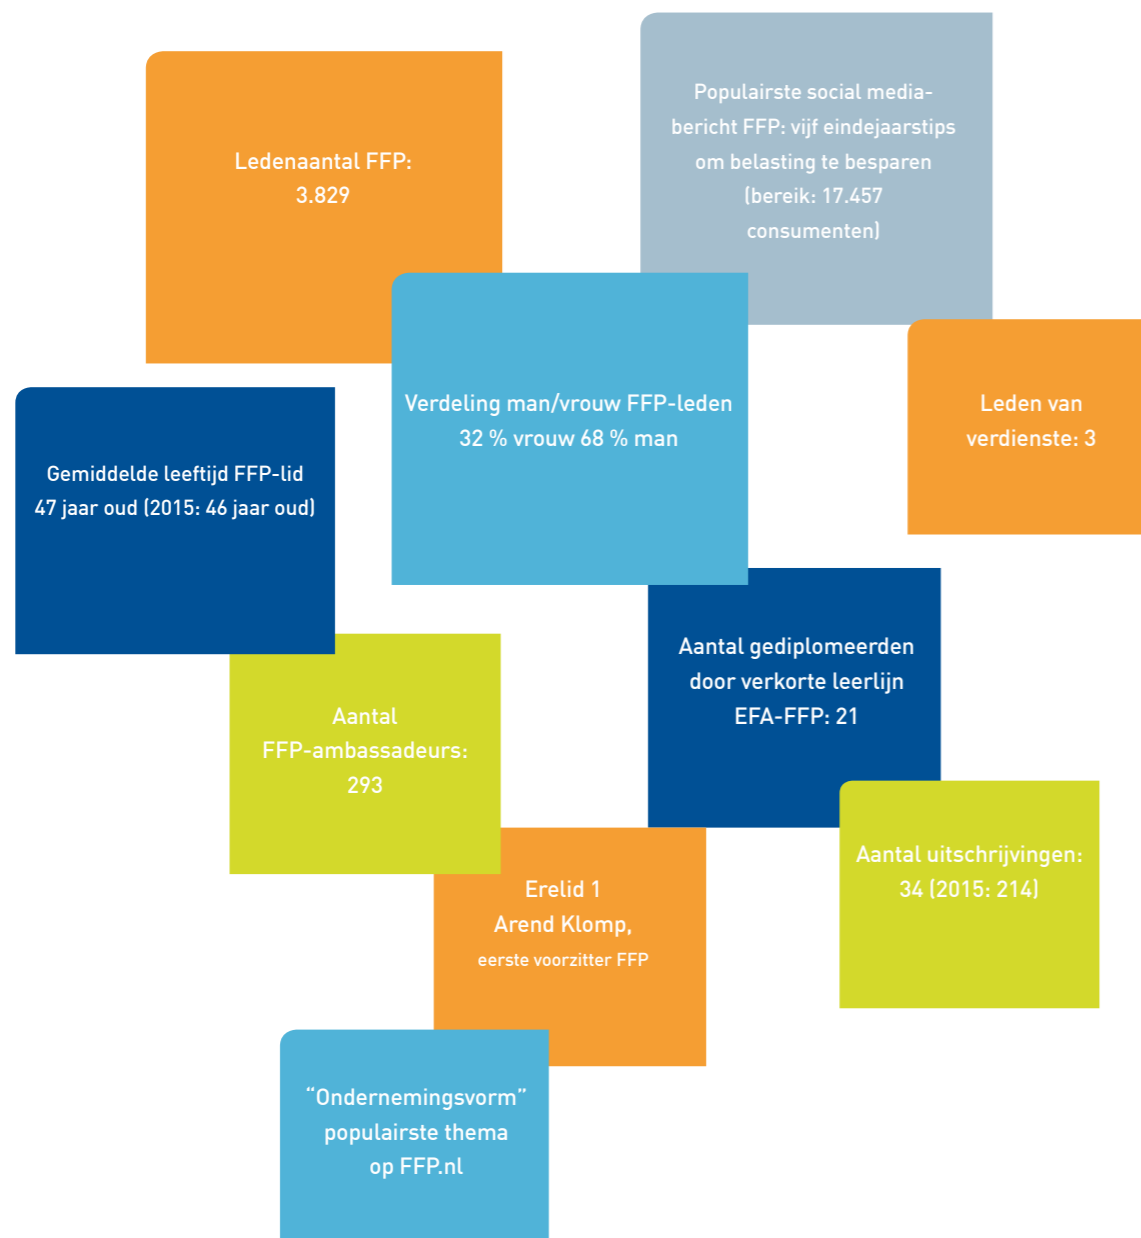 Ledenaantal FFP:
3.829
Populairste social media-
bericht FFP: vijf eindejaarstips
om belasting te besparen
(bereik: 17.457
consumenten)
Verdeling man/vrouw FFP-leden
32 % vrouw 68 % man
Leden van
verdienste: 3
Gemiddelde leeftijd FFP-lid
47 jaar oud (2015: 46 jaar oud)
Aantal gediplomeerden
door verkorte leerlijn
EFA-FFP: 21
Aantal
FFP-ambassadeurs:
293
Aantal uitschrijvingen:
34 (2015: 214)
Erelid 1
Arend Klomp,
eerste voorzitter FFP
“Ondernemingsvorm”
populairste thema
op FFP.nl